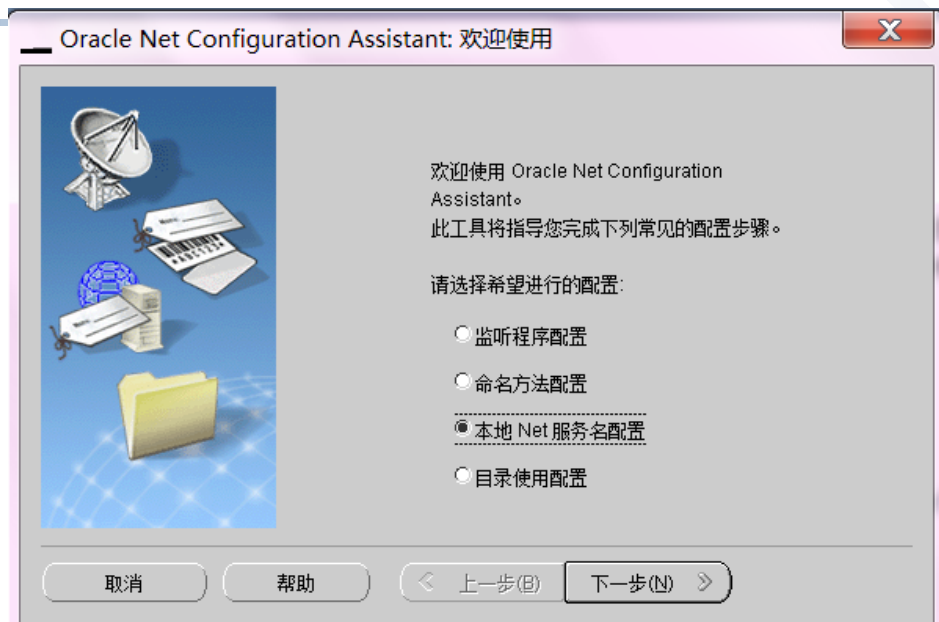 Oracle Net Configuration Assistant: 欢迎使用
欢迎使用 Oracle Net Configuration
Assistant。
此工具将指导您完成下列常见的配置步骤。
请选择希望进行的配置:
监听程序配置
命名方法配置
本地 Net 服务名配置
目录使用配置
取消
帮助
上一步(B)
下一步(N)